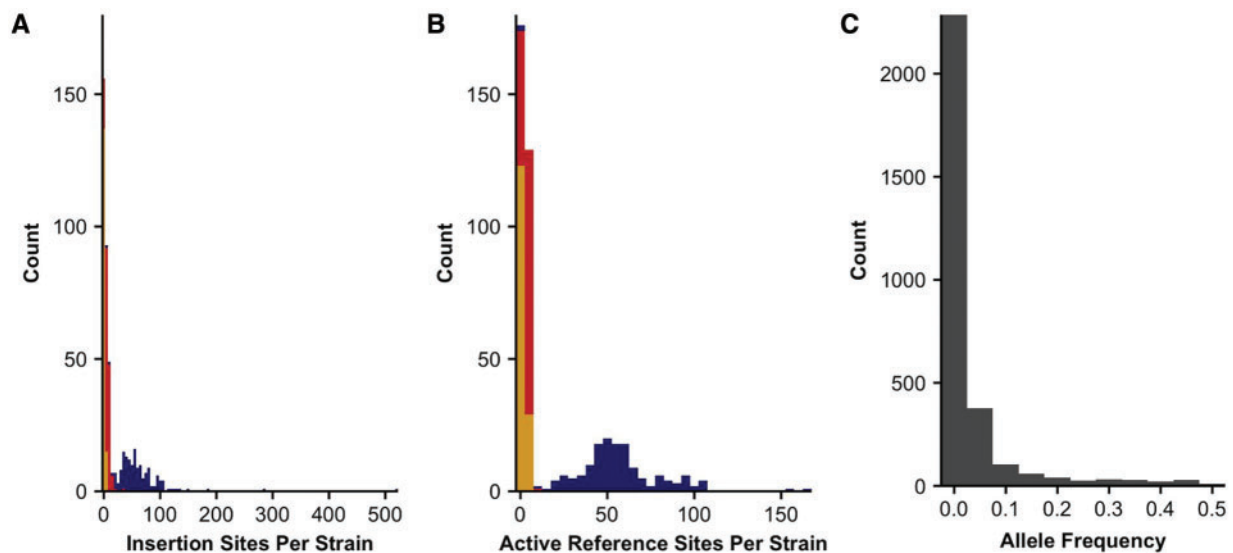 A
Count
150
100
50
0
0 100 200 300 400 500
Insertion Sites Per Strain
B
Count
150
100
50
0
0 50 100 150
Active Reference Sites Per Strain
C
Count
2000
1500
1000
500
0
0.0 0.1 0.2 0.3 0.4 0.5
Allele Frequency